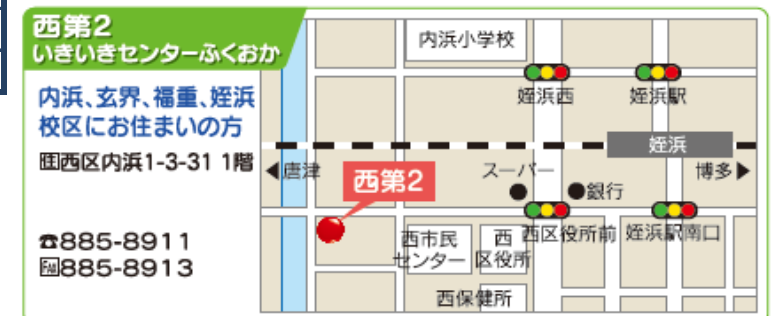 西第2
いきいきセンターふくおか
内浜、玄界、福重、姪浜
校区にお住まいの方
住西区内浜1-3-31 1階
☎885-8911
FAX885-8913
内浜小学校
姪浜西
姪浜駅
姪浜
◀唐津
博多▶
西第2
スーパー
銀行
西市民
センター
西
区役所
西区役所前
姪浜駅南口
西保健所